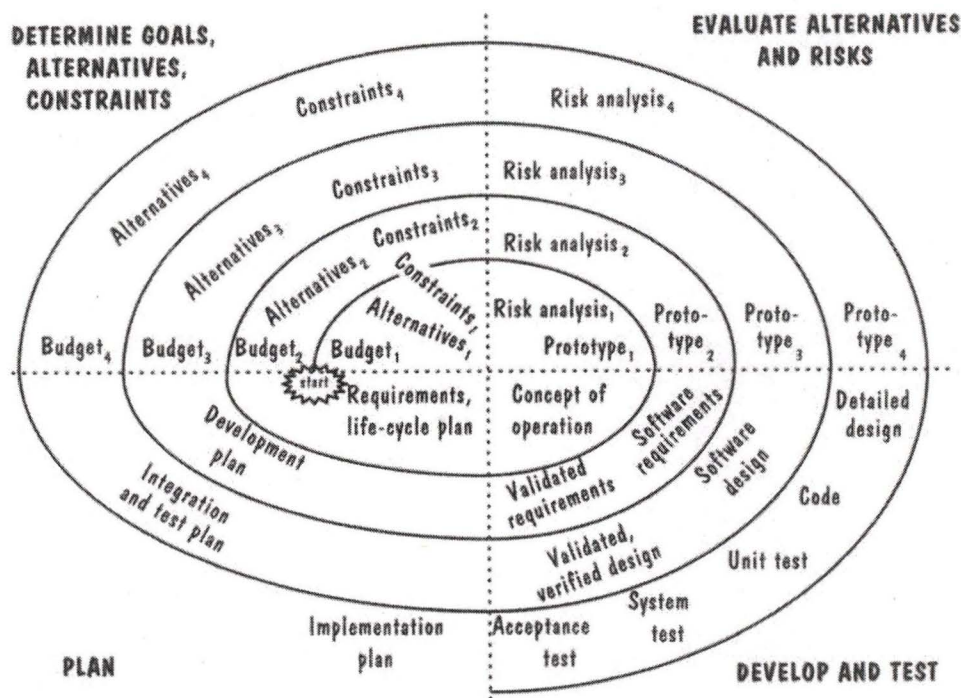 DETERMINE GOALS,
ALTERNATIVES,
CONSTRAINTS
EVALUATE ALTERNATIVES
AND RISKS
Constraints₄
Risk analysis₄
Alternatives₄
Constraints₃
Risk analysis₃
Alternatives₃
Constraints₂
Risk analysis₂
Alternatives₂
Constraints₁
Alternatives₁
Risk analysis₁
Budget₄
Budget₃
Budget₂
Budget₁
Prototype₁
Proto-
type₂
Proto-
type₃
Proto-
type₄
start
Requirements,
life-cycle plan
Concept of
operation
Software
requirements
Software
design
Detailed
design
Development
plan
Validated
requirements
Code
Integration
and test plan
Validated,
verified design
Unit test
System
test
Implementation
plan
Acceptance
test
PLAN
DEVELOP AND TEST